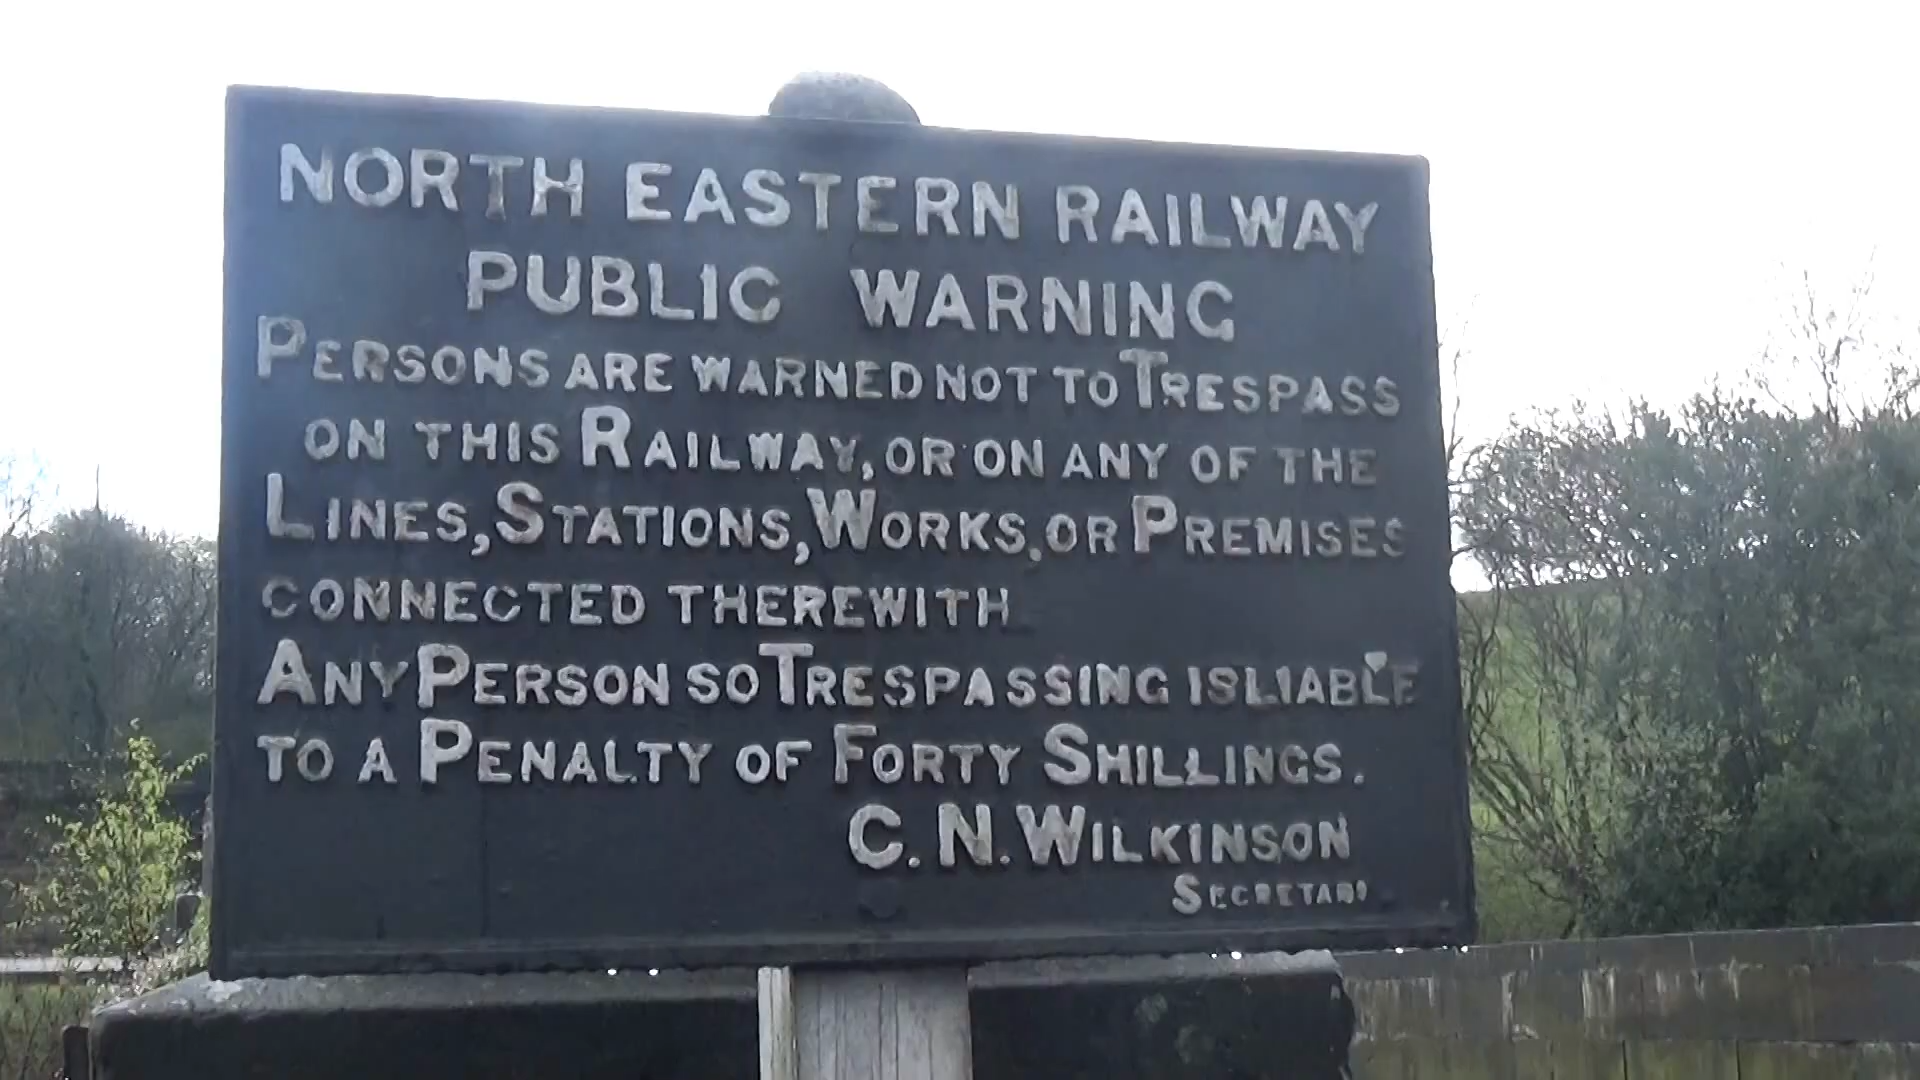 NORTH EASTERN RAILWAY
PUBLIC WARNING
PERSONS ARE WARNED NOT TO TRESPASS
ON THIS RAILWAY, OR ON ANY OF THE
LINES, STATIONS, WORKS, OR PREMISES
CONNECTED THEREWITH
ANY PERSON SO TRESPASSING IS LIABLE
TO A PENALTY OF FORTY SHILLINGS.
C. N. WILKINSON
SECRETARY